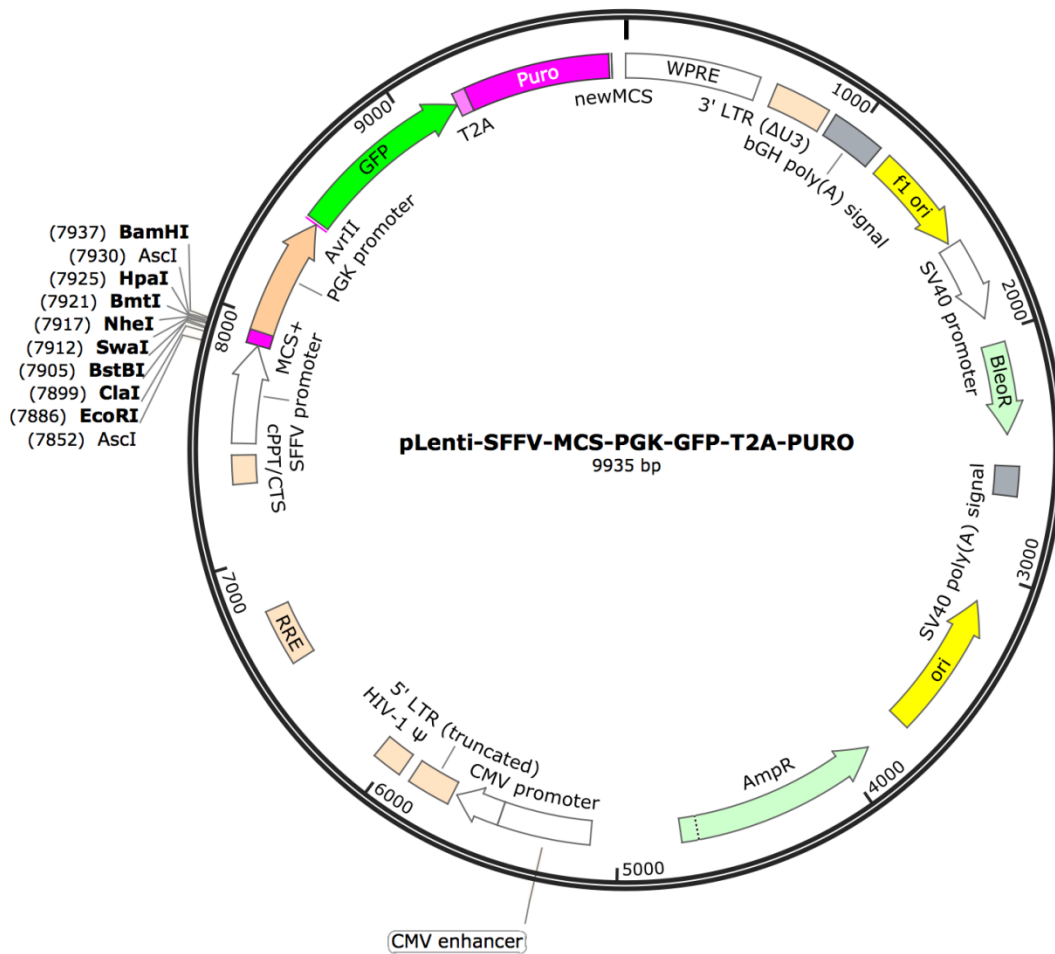 WPRE
3' LTR (ΔU3)
1000
bGH poly(A) signal
f1 ori
SV40 promoter
2000
BleoR
SV40 poly(A) signal
3000
ori
4000
AmpR
5000
CMV promoter
CMV enhancer
5' LTR (truncated)
HIV-1 Ψ
6000
RRE
7000
cPPT/CTS
SFFV promoter
MCS+
8000
PGK promoter
AvrII
GFP
9000
T2A
Puro
newMCS
(7937) BamHI
(7930) AscI
(7925) HpaI
(7921) BmtI
(7917) NheI
(7912) SwaI
(7905) BstBI
(7899) ClaI
(7886) EcoRI
(7852) AscI
pLenti-SFFV-MCS-PGK-GFP-T2A-PURO
9935 bp